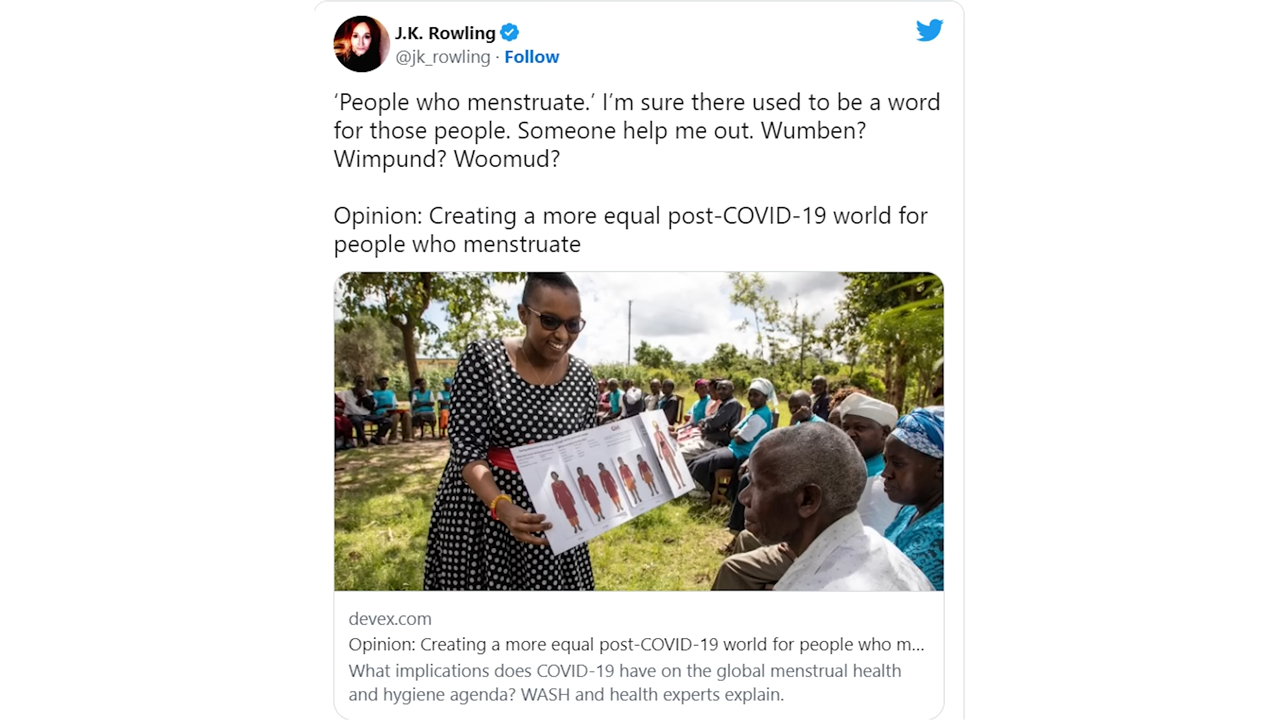 J.K. Rowling
@jk_rowling · Follow
‘People who menstruate.’ I’m sure there used to be a word
for those people. Someone help me out. Wumben?
Wimpund? Woomud?
Opinion: Creating a more equal post-COVID-19 world for
people who menstruate
devex.com
Opinion: Creating a more equal post-COVID-19 world for people who m...
What implications does COVID-19 have on the global menstrual health
and hygiene agenda? WASH and health experts explain.